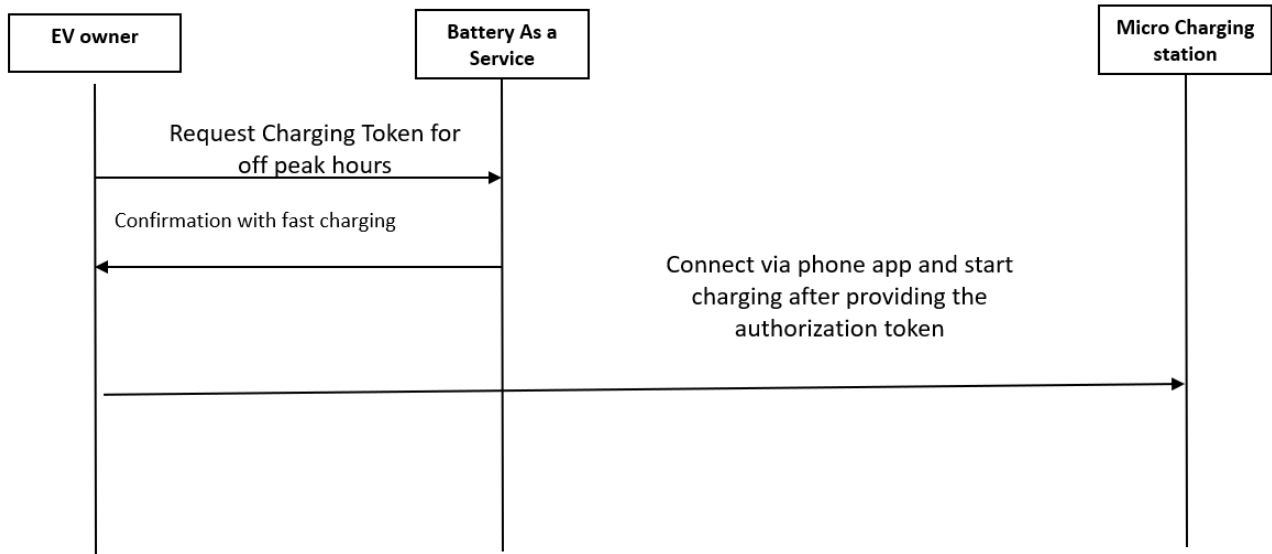 EV owner
Battery As a
Service
Micro Charging
station
Request Charging Token for
off peak hours
Confirmation with fast charging
Connect via phone app and start
charging after providing the
authorization token